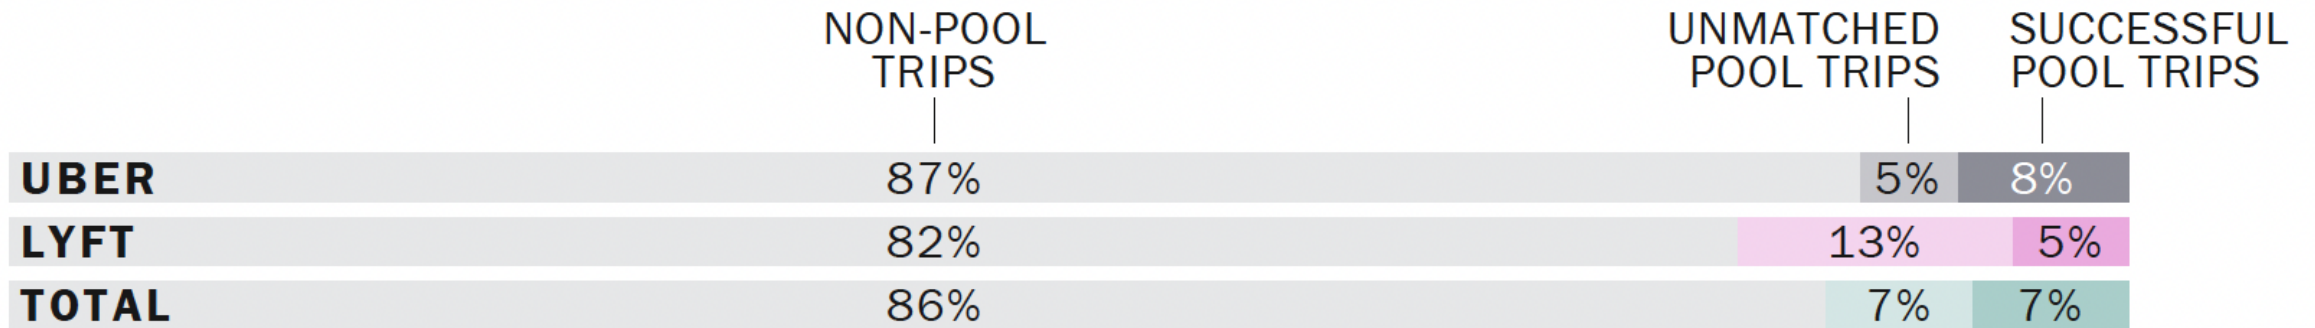 NON-POOL
TRIPS
UNMATCHED
POOL TRIPS
SUCCESSFUL
POOL TRIPS
UBER 87% 5% 8%
LYFT 82% 13% 5%
TOTAL 86% 7% 7%